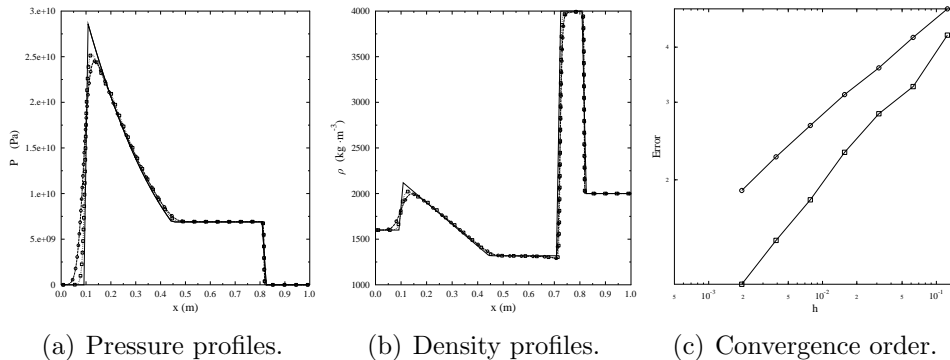 3.e+10
2.e+10
2.e+10
1.e+10
5.e+09
0
P (Pa)
0.0 0.1 0.2 0.3 0.4 0.5 0.6 0.7 0.8 0.9 1.0
x (m)
4000
3500
3000
2500
2000
1500
1000
ρ (kg ·m⁻³)
0.0 0.1 0.2 0.3 0.4 0.5 0.6 0.7 0.8 0.9 1.0
x (m)
4
3
2
Error
5 10⁻³ 2 5 10⁻² 2 5 10⁻¹
h
(a) Pressure profiles. (b) Density profiles. (c) Convergence order.